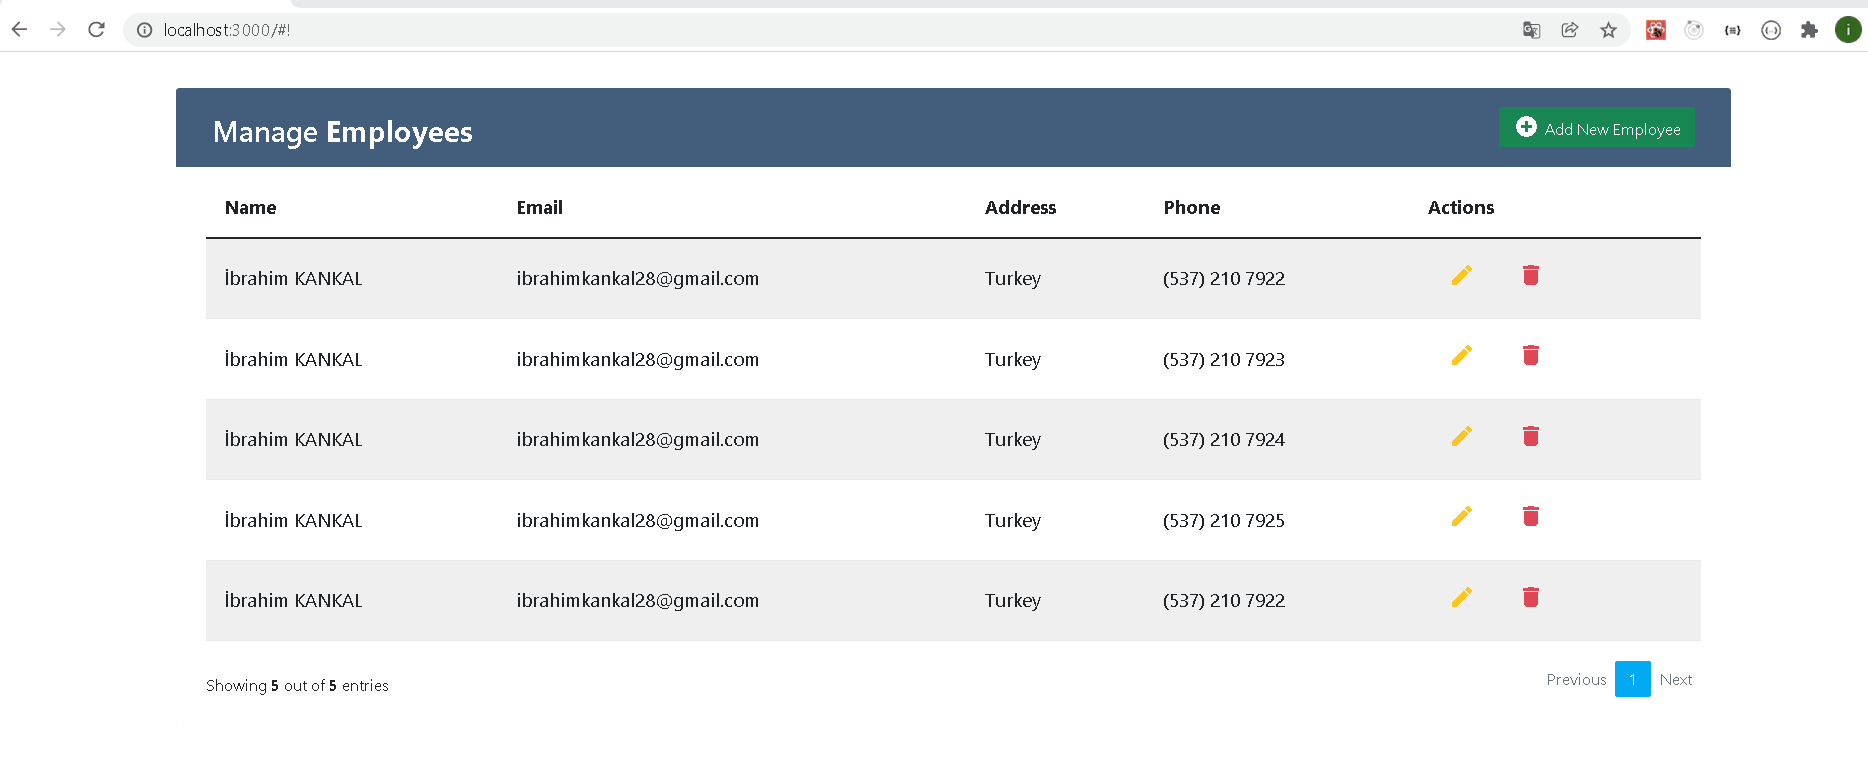 localhost:3000/#!
i
Manage Employees
Add New Employee
Name Email Address Phone Actions
İbrahim KANKAL ibrahimkankal28@gmail.com Turkey (537) 210 7922
İbrahim KANKAL ibrahimkankal28@gmail.com Turkey (537) 210 7923
İbrahim KANKAL ibrahimkankal28@gmail.com Turkey (537) 210 7924
İbrahim KANKAL ibrahimkankal28@gmail.com Turkey (537) 210 7925
İbrahim KANKAL ibrahimkankal28@gmail.com Turkey (537) 210 7922
Showing 5 out of 5 entries
Previous 1 Next